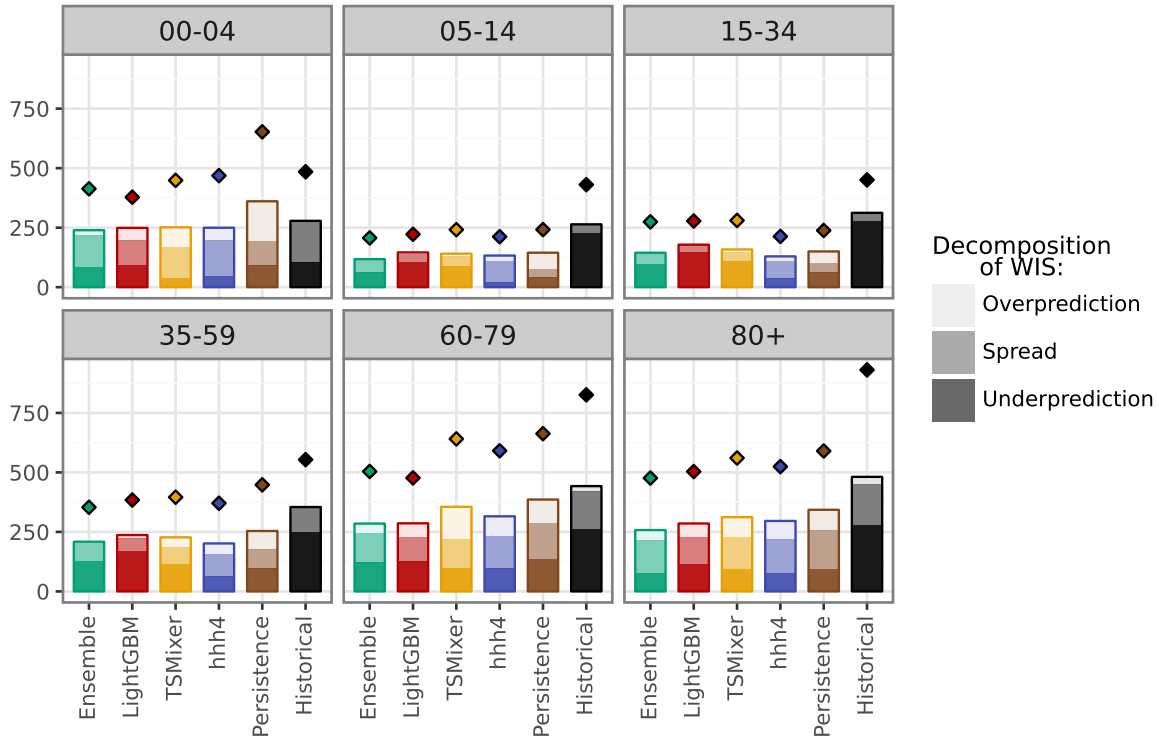 00-04
05-14
15-34
750
500
250
0
35-59
60-79
80+
750
500
250
0
Ensemble
LightGBM
TSMixer
hhh4
Persistence
Historical
Ensemble
LightGBM
TSMixer
hhh4
Persistence
Historical
Ensemble
LightGBM
TSMixer
hhh4
Persistence
Historical
Decomposition
of WIS:
Overprediction
Spread
Underprediction